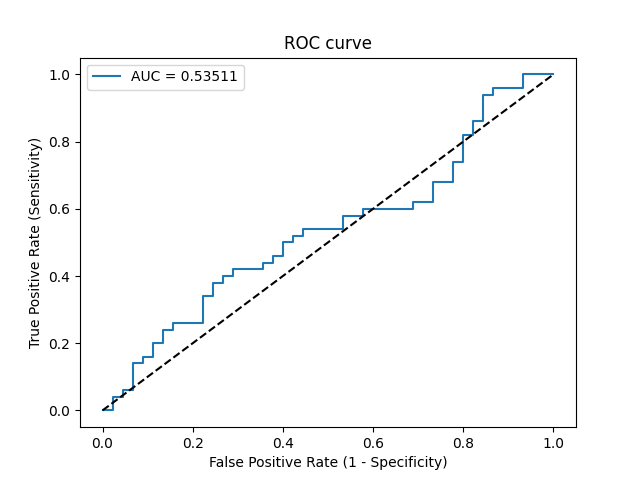 ROC curve
AUC = 0.53511
1.0
0.8
0.6
0.4
0.2
0.0
True Positive Rate (Sensitivity)
0.0 0.2 0.4 0.6 0.8 1.0
False Positive Rate (1 - Specificity)